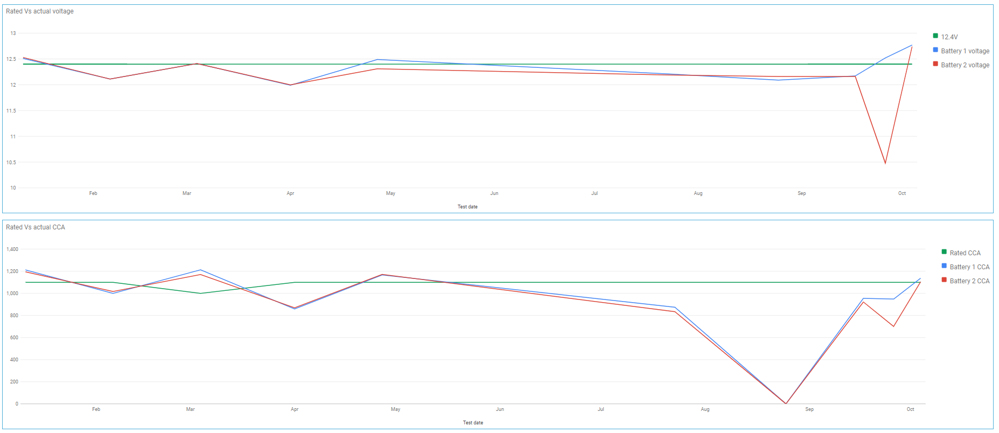 Rated Vs actual voltage
13
12.5
12
11.5
11
10.5
10
Feb Mar Apr May Jun Jul Aug Sep Oct
Test date
12.4V
Battery 1 voltage
Battery 2 voltage
Rated Vs actual CCA
1,400
1,200
1,000
800
600
400
200
0
Feb Mar Apr May Jun Jul Aug Sep Oct
Test date
Rated CCA
Battery 1 CCA
Battery 2 CCA